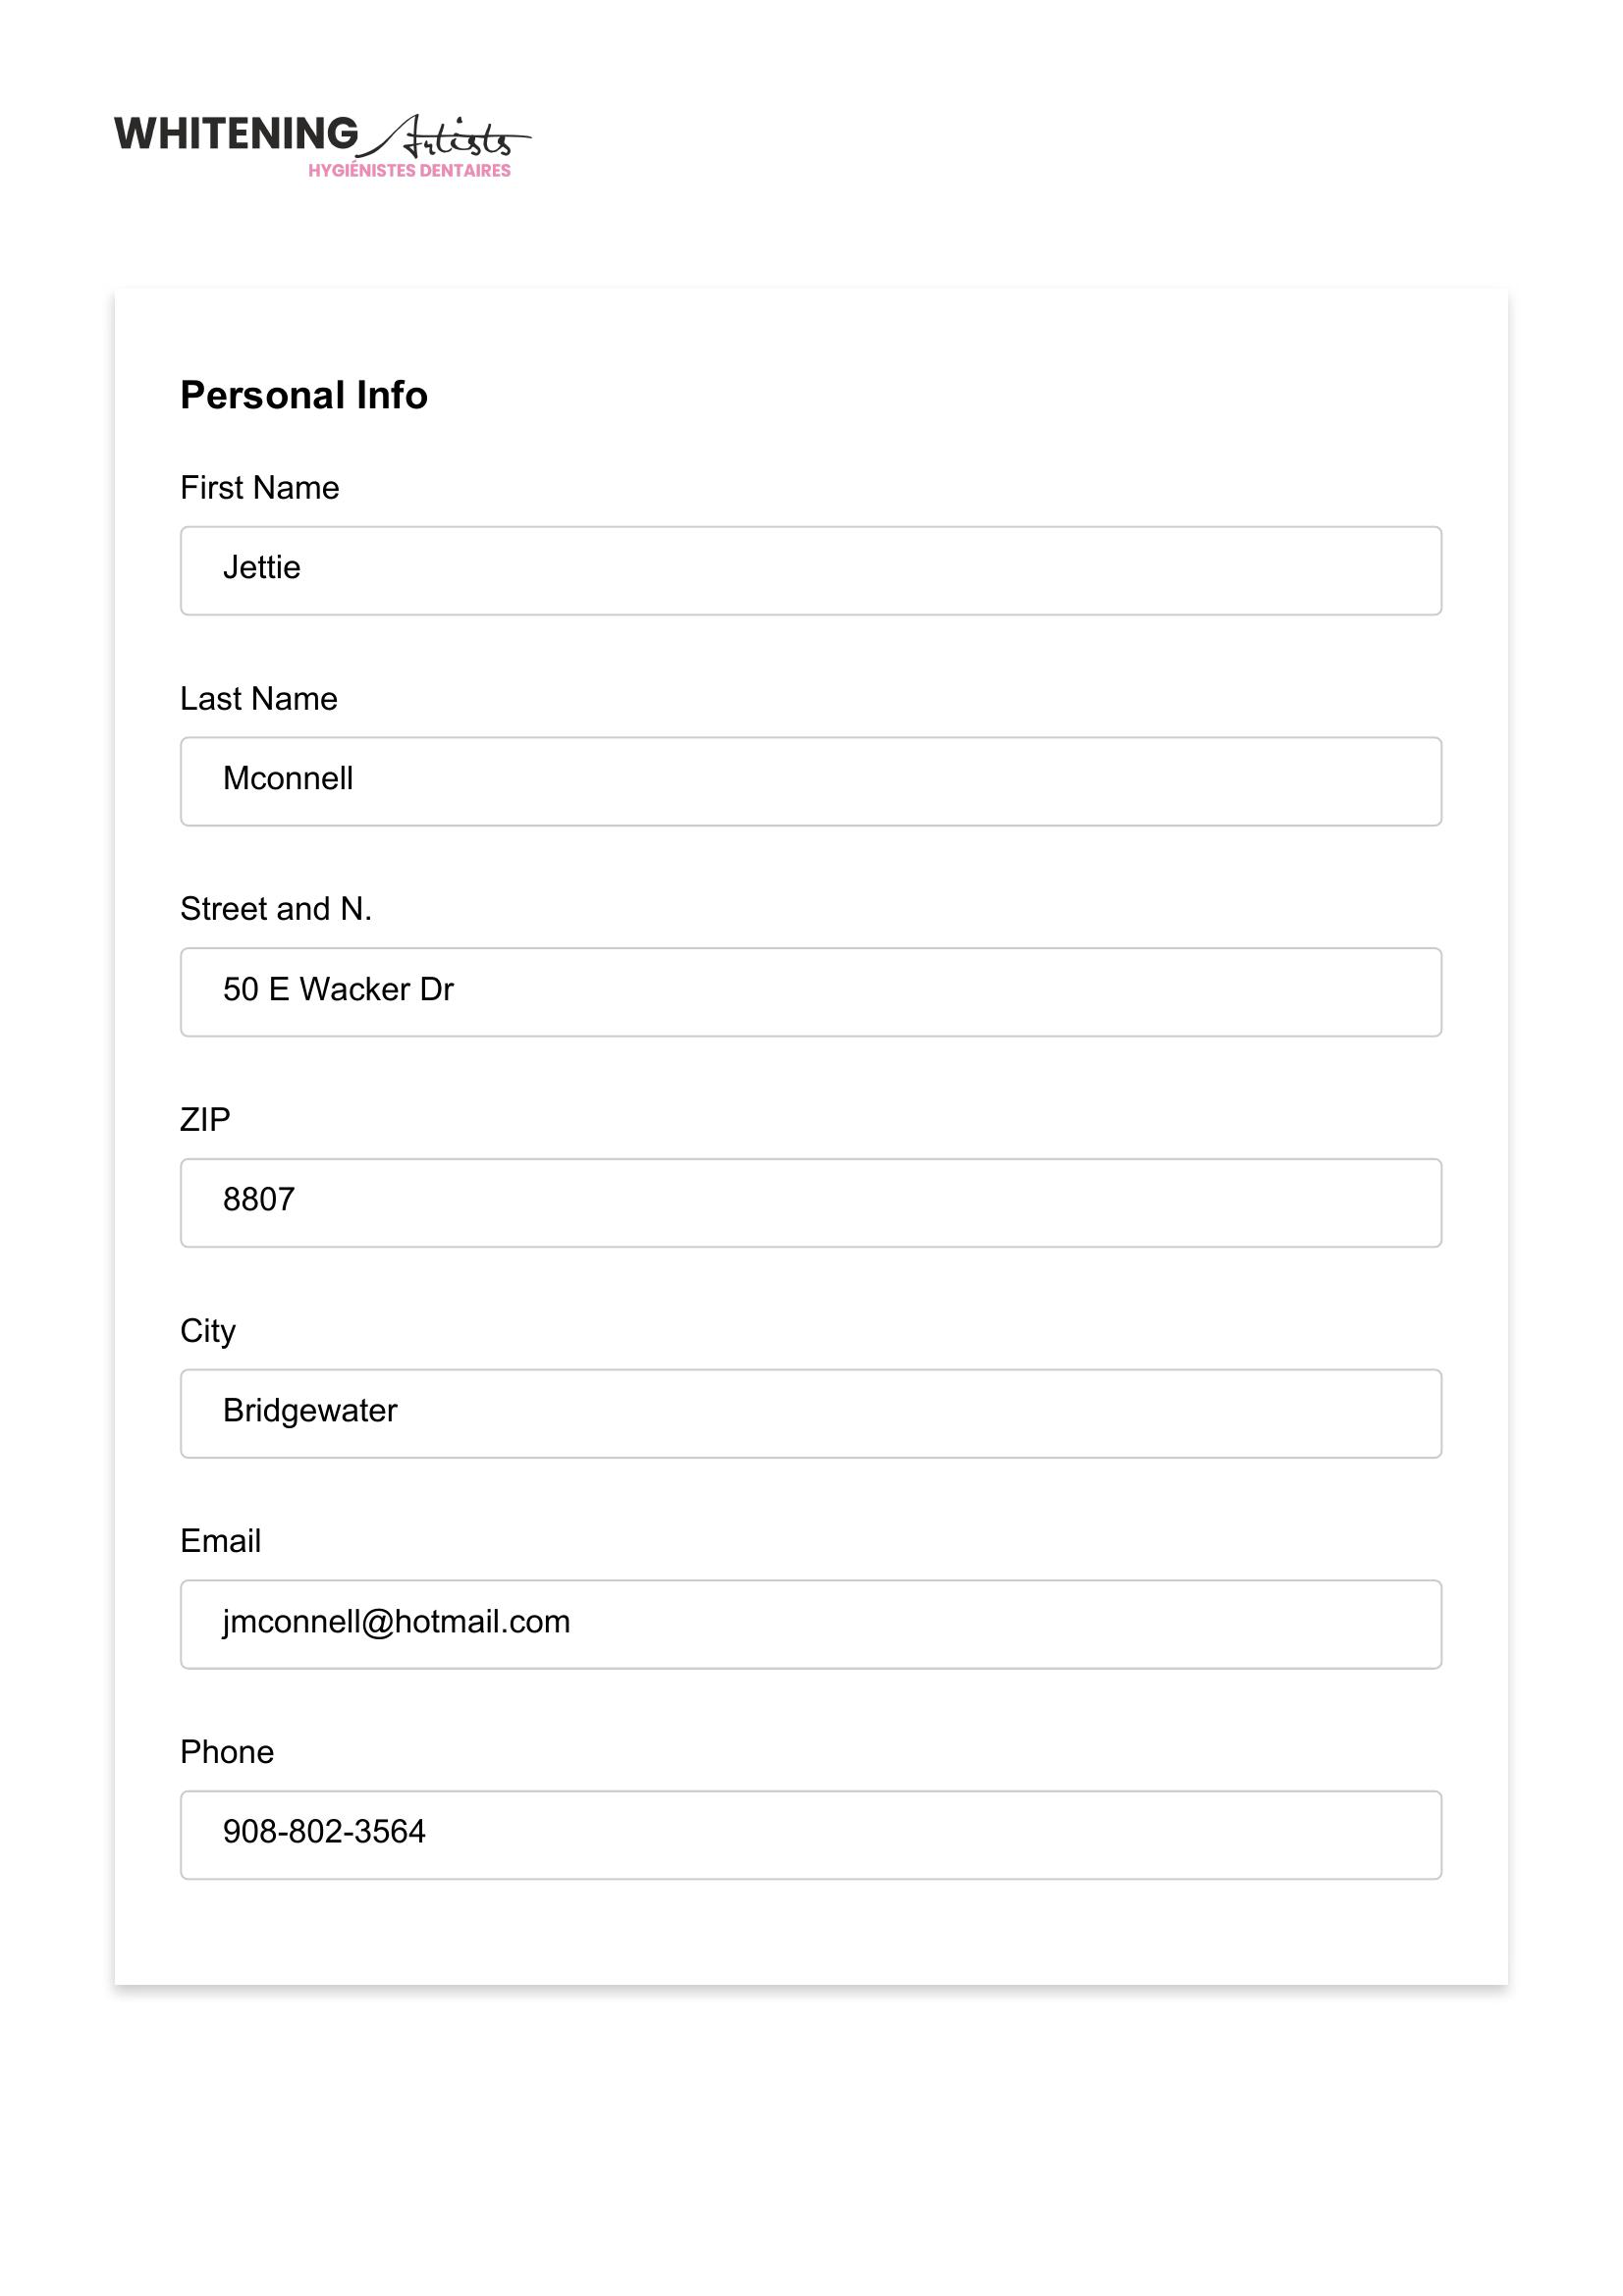 WHITENING Artists
HYGIÉNISTES DENTAIRES
Personal Info
First Name
Jettie
Last Name
Mconnell
Street and N.
50 E Wacker Dr
ZIP
8807
City
Bridgewater
Email
jmconnell@hotmail.com
Phone
908-802-3564